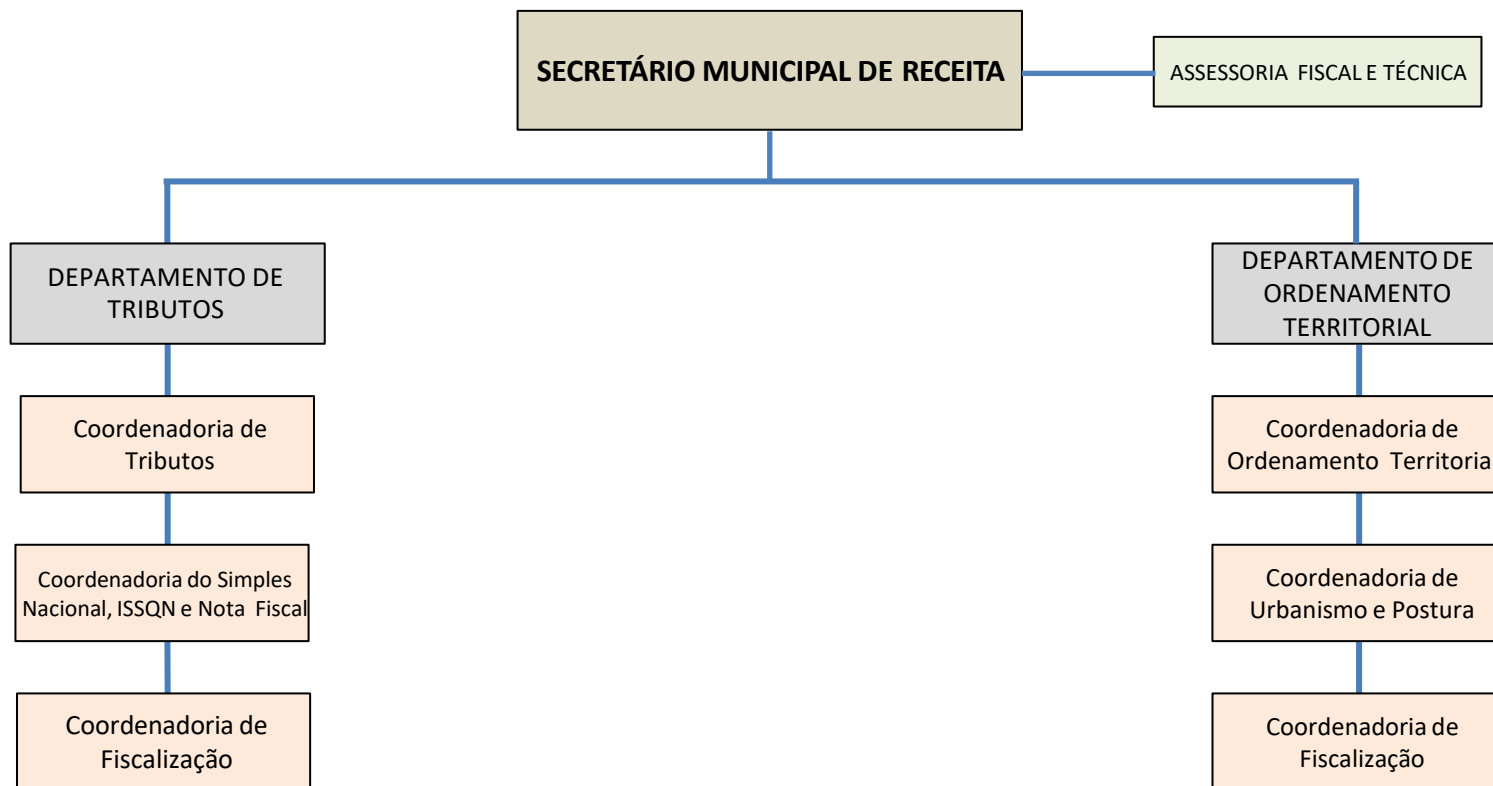 SECRETÁRIO MUNICIPAL DE RECEITA
ASSESSORIA FISCAL E TÉCNICA
DEPARTAMENTO DE
TRIBUTOS
DEPARTAMENTO DE
ORDENAMENTO
TERRITORIAL
Coordenadoria de
Tributos
Coordenadoria de
Ordenamento Territoria
Coordenadoria do Simples
Nacional, ISSQN e Nota Fiscal
Coordenadoria de
Urbanismo e Postura
Coordenadoria de
Fiscalização
Coordenadoria de
Fiscalização